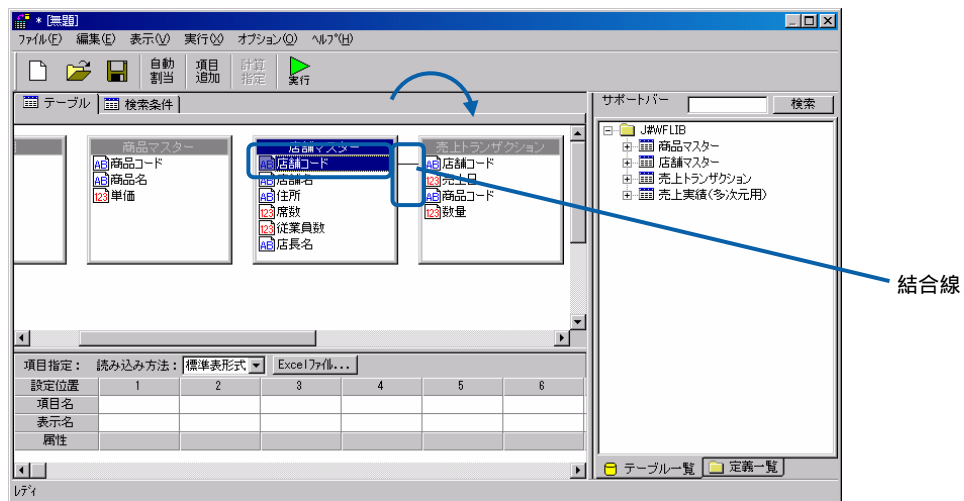 * [無題]
ファイル(F) 編集(E) 表示(V) 実行(X) オプション(O) ヘルプ(H)
自動割当 項目追加 計算指定 実行
テーブル 検索条件
商品マスター
商品コード
商品名
単価
店舗マスター
店舗コード
店舗名
住所
席数
従業員数
店長名
売上トランザクション
店舗コード
売上日
商品コード
数量
サポートバー 検索
J#WFLIB
商品マスター
店舗マスター
売上トランザクション
売上実績(多次元用)
結合線
項目指定: 読み込み方法: 標準表形式 Excelファイル...
設定位置 1 2 3 4 5 6
項目名
表示名
属性
テーブル一覧 定義一覧
レディ